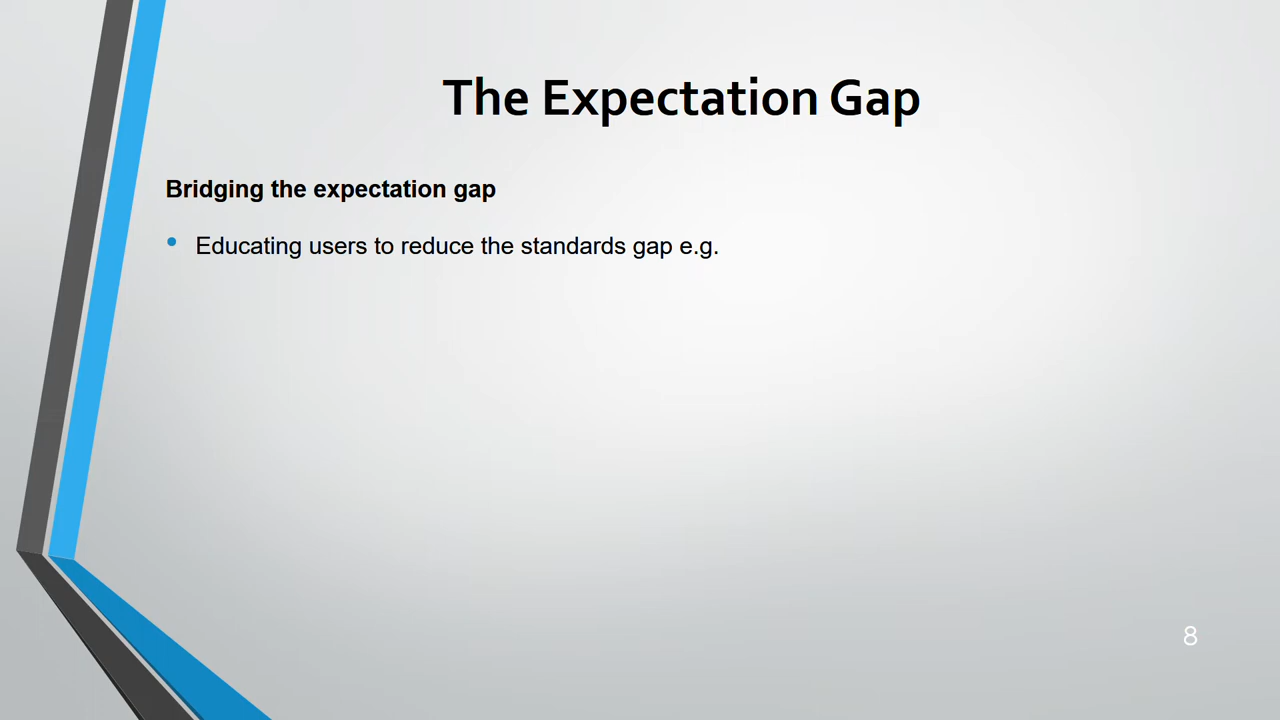 The Expectation Gap
Bridging the expectation gap
• Educating users to reduce the standards gap e.g.
8